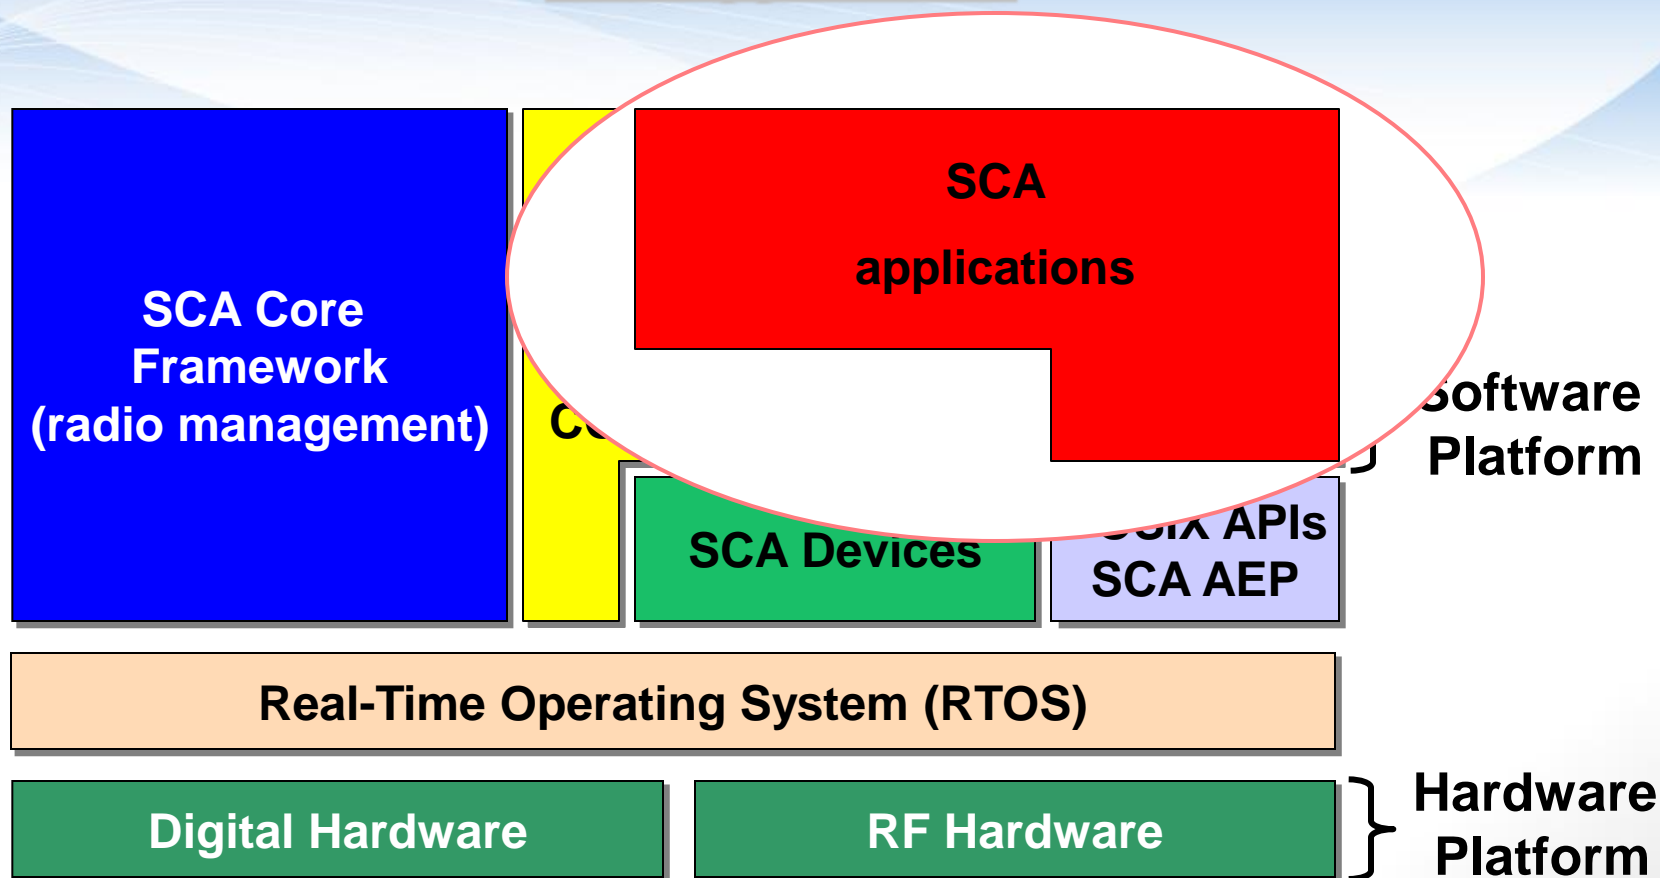 SCA
applications
SCA Core
Framework
(radio management)
Software
Platform
SCA Devices
APIs
SCA AEP
Real-Time Operating System (RTOS)
Digital Hardware
RF Hardware
Hardware
Platform